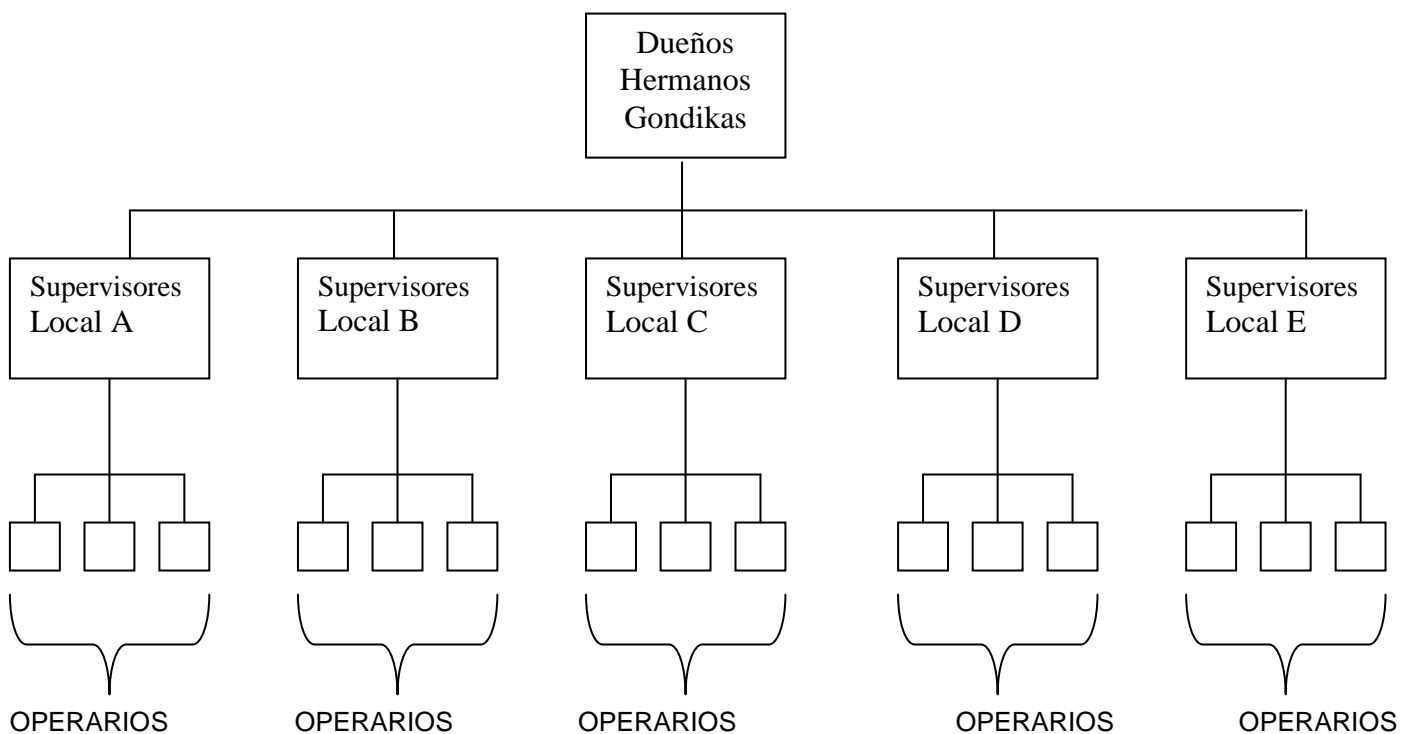 Dueños
Hermanos
Gondikas
Supervisores
Local A
Supervisores
Local B
Supervisores
Local C
Supervisores
Local D
Supervisores
Local E
OPERARIOS
OPERARIOS
OPERARIOS
OPERARIOS
OPERARIOS